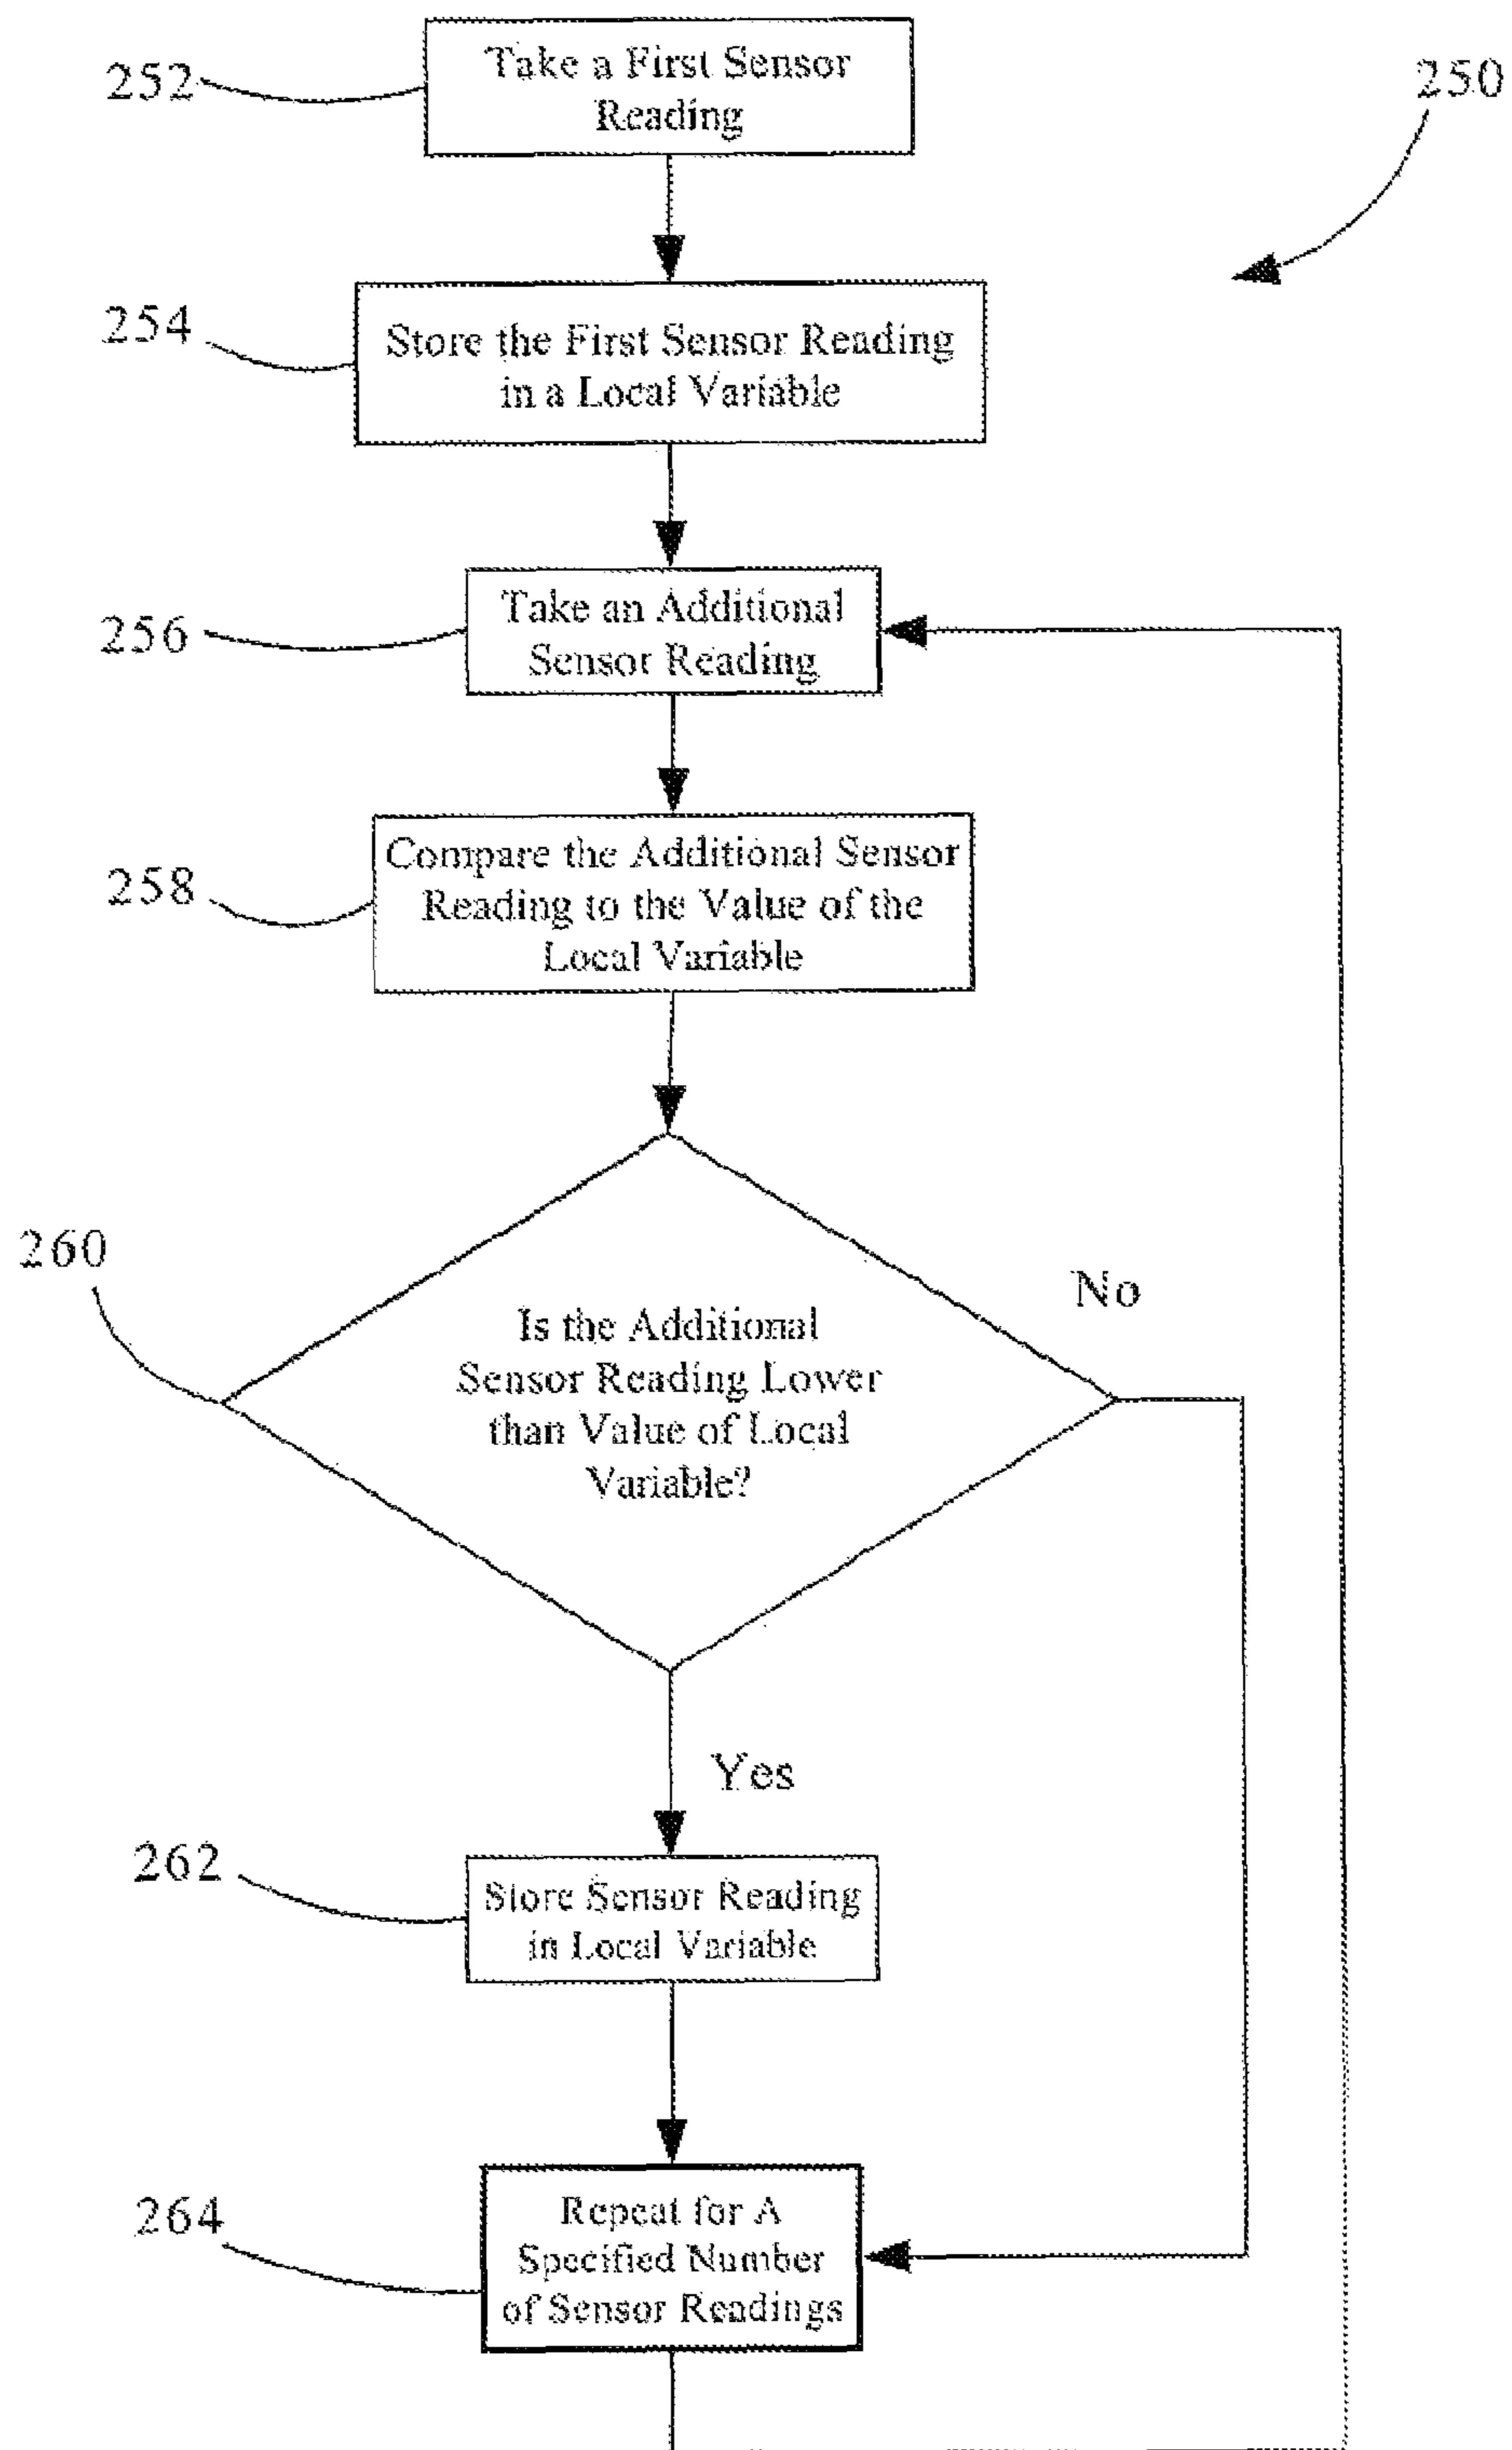 252
Take a First Sensor
Reading
250
254
Store the First Sensor Reading
in a Local Variable
256
Take an Additional
Sensor Reading
258
Compare the Additional Sensor
Reading to the Value of the
Local Variable
260
Is the Additional
Sensor Reading Lower
than Value of Local
Variable?
No
Yes
262
Store Sensor Reading
in Local Variable
264
Repeat for A
Specified Number
of Sensor Readings